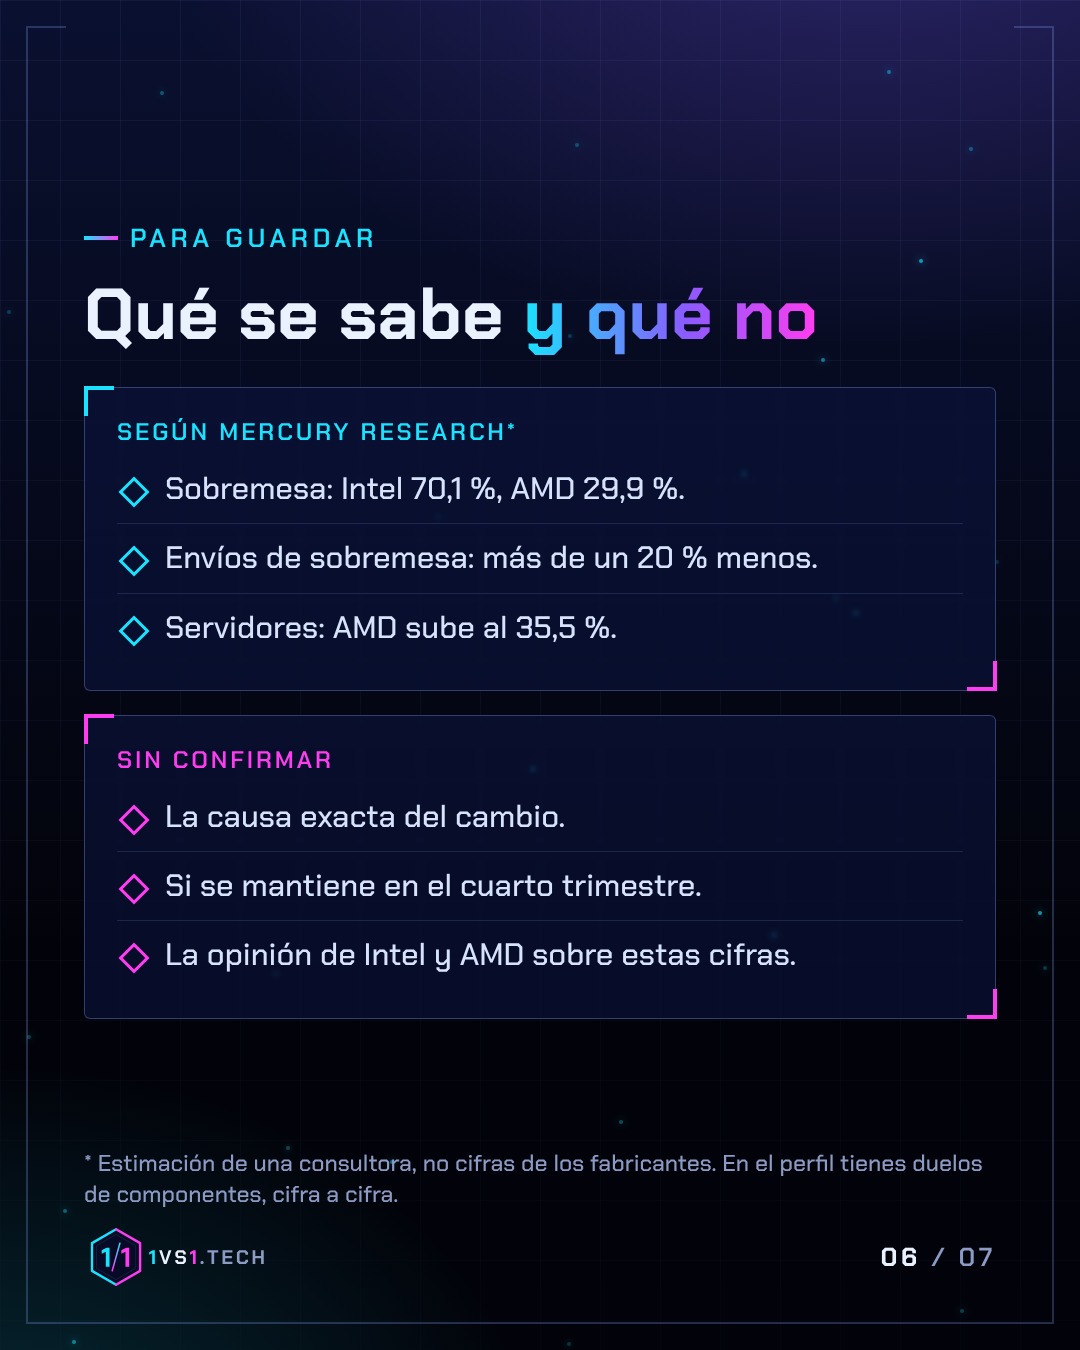 PARA GUARDAR
Qué se sabe y qué no
SEGÚN MERCURY RESEARCH*
Sobremesa: Intel 70,1 %, AMD 29,9 %.
Envíos de sobremesa: más de un 20 % menos.
Servidores: AMD sube al 35,5 %.
SIN CONFIRMAR
La causa exacta del cambio.
Si se mantiene en el cuarto trimestre.
La opinión de Intel y AMD sobre estas cifras.
* Estimación de una consultora, no cifras de los fabricantes. En el perfil tienes duelos
de componentes, cifra a cifra.
1/1 1VS1.TECH
06 / 07